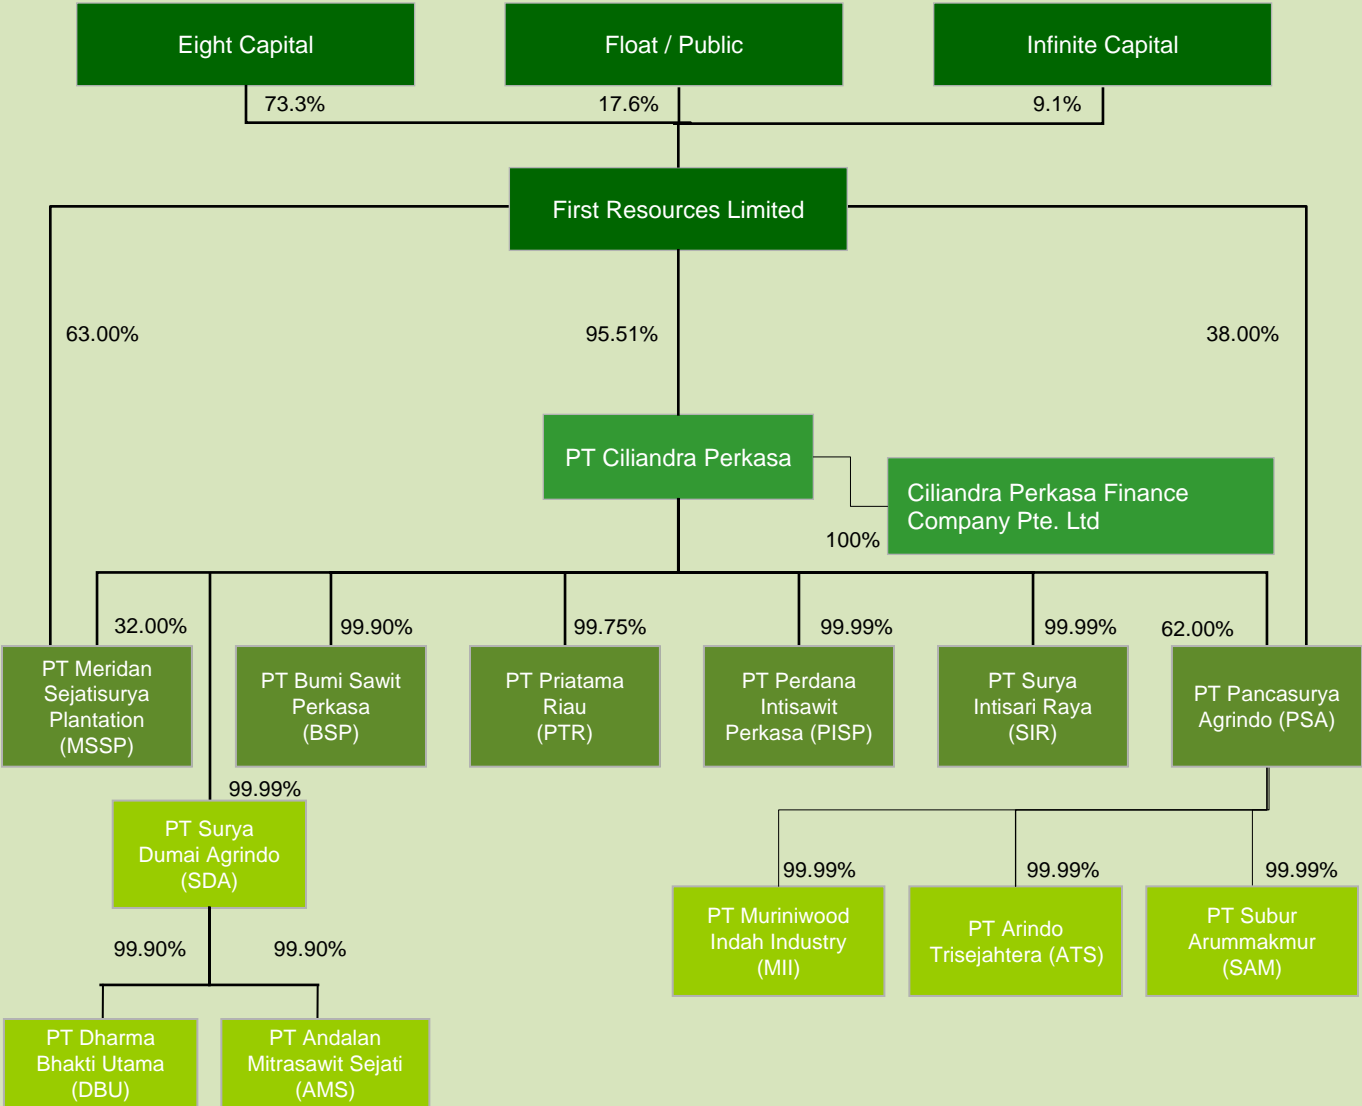 Eight Capital
Float / Public
Infinite Capital
73.3%
17.6%
9.1%
First Resources Limited
63.00%
95.51%
38.00%
PT Ciliandra Perkasa
Ciliandra Perkasa Finance
Company Pte. Ltd
100%
32.00%
99.90%
99.75%
99.99%
99.99%
62.00%
PT Meridan
Sejatisurya
Plantation
(MSSP)
PT Bumi Sawit
Perkasa
(BSP)
PT Priatama
Riau
(PTR)
PT Perdana
Intisawit
Perkasa (PISP)
PT Surya
Intisari Raya
(SIR)
PT Pancasurya
Agrindo (PSA)
99.99%
PT Surya
Dumai Agrindo
(SDA)
99.99%
99.99%
99.99%
PT Muriniwood
Indah Industry
(MII)
PT Arindo
Trisejahtera (ATS)
PT Subur
Arummakmur
(SAM)
99.90%
99.90%
PT Dharma
Bhakti Utama
(DBU)
PT Andalan
Mitrasawit Sejati
(AMS)